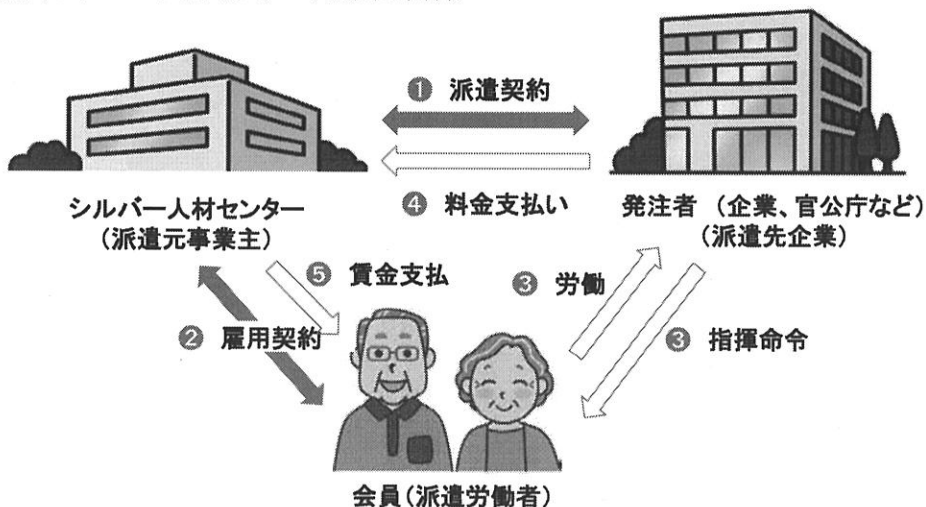 ❶ 派遣契約
❹ 料金支払い
シルバー人材センター
（派遣元事業主）
発注者 （企業、官公庁など）
（派遣先企業）
❺ 賃金支払
❸ 労働
❷ 雇用契約
❸ 指揮命令
会員（派遣労働者）